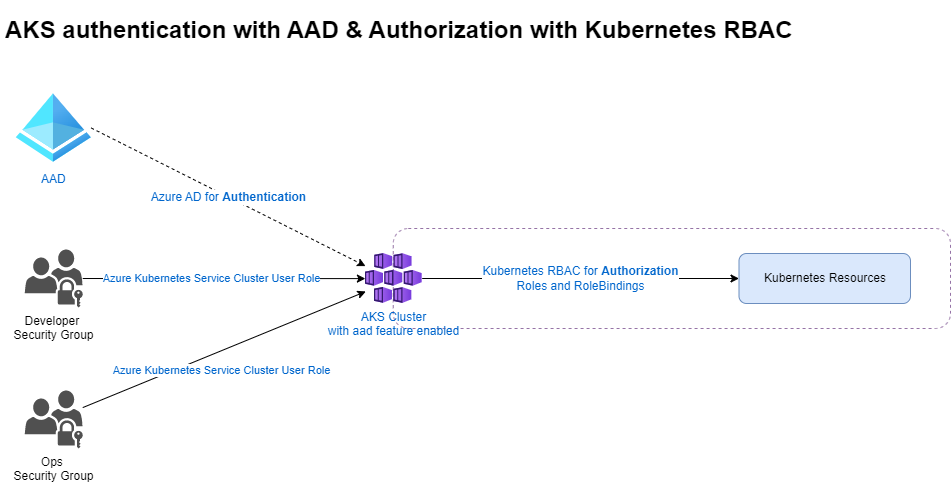 AKS authentication with AAD & Authorization with Kubernetes RBAC
AAD
Azure AD for Authentication
Azure Kubernetes Service Cluster User Role
Kubernetes RBAC for Authorization
Roles and RoleBindings
Kubernetes Resources
Developer
Security Group
AKS Cluster
with aad feature enabled
Azure Kubernetes Service Cluster User Role
Ops
Security Group